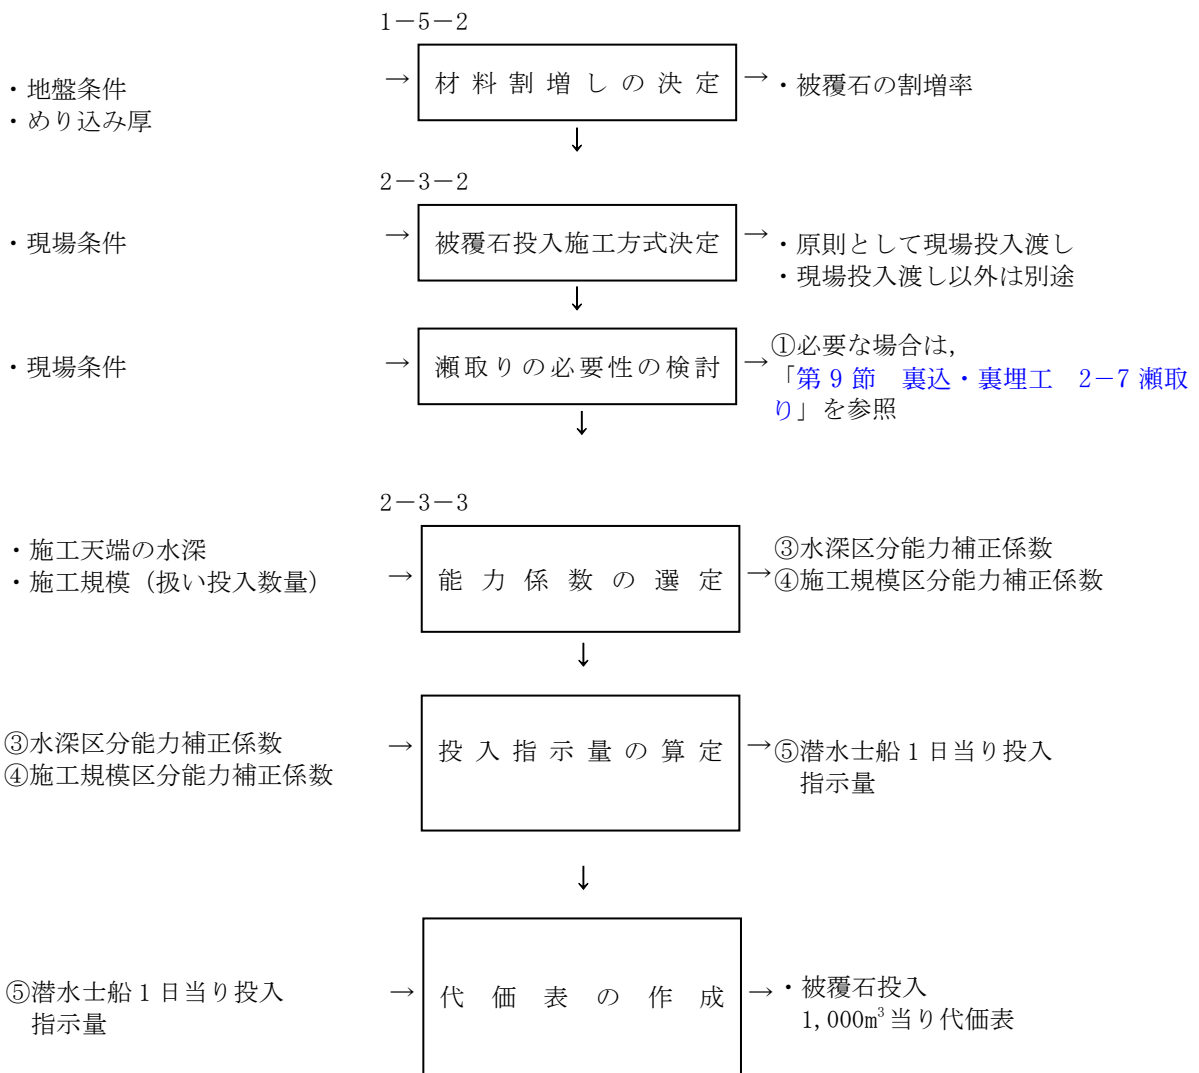 1－5－2
・地盤条件
・めり込み厚
→
材料割増しの決定
→
・被覆石の割増率
↓
2－3－2
・現場条件
→
被覆石投入施工方式決定
→
・原則として現場投入渡し
・現場投入渡し以外は別途
↓
・現場条件
→
瀬取りの必要性の検討
→
①必要な場合は,
「第9節　裏込・裏埋工　2－7瀬取
り」を参照
↓
2－3－3
・施工天端の水深
・施工規模（扱い投入数量）
→
能力係数の選定
→
③水深区分能力補正係数
④施工規模区分能力補正係数
↓
③水深区分能力補正係数
④施工規模区分能力補正係数
→
投入指示量の算定
→
⑤潜水士船1日当り投入
指示量
↓
⑤潜水士船1日当り投入
指示量
→
代価表の作成
→
・被覆石投入
1,000m³当り代価表